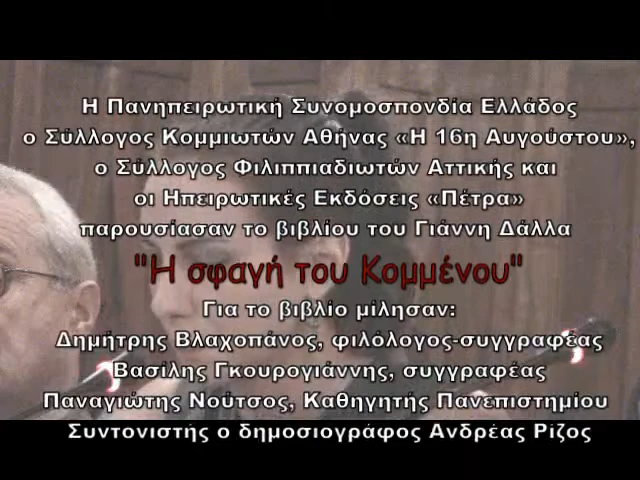 Η Πανηπειρωτική Συνομοσπονδία Ελλάδος
ο Σύλλογος Κομμιωτών Αθήνας «Η 16η Αυγούστου»,
ο Σύλλογος Φιλιππιαδιωτών Αττικής και
οι Ηπειρωτικές Εκδόσεις «Πέτρα»
παρουσίασαν το βιβλίου του Γιάννη Δάλλα
"Η σφαγή του Κομμένου"
Για το βιβλίο μίλησαν:
Δημήτρης Βλαχοπάνος, φιλόλογος-συγγραφέας
Βασίλης Γκουρογιάννης, συγγραφέας
Παναγιώτης Νούτσος, Καθηγητής Πανεπιστημίου
Συντονιστής ο δημοσιογράφος Ανδρέας Ρίζος